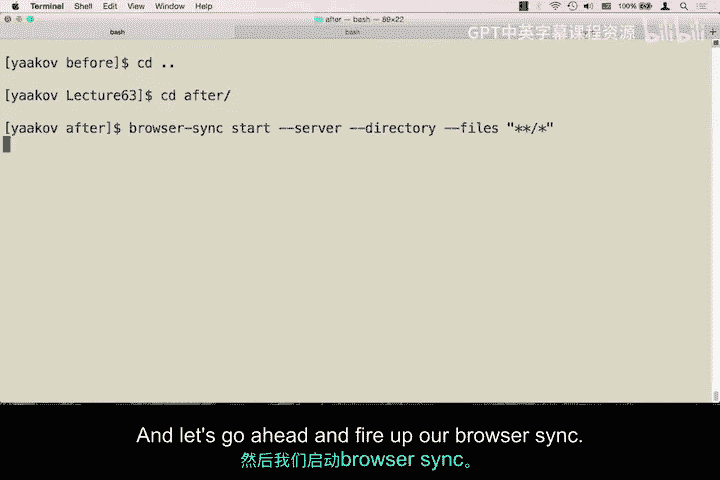 Terminal Shell Edit View Window Help 100%
after — bash — 89×22
bash bash
GPT中英字幕课程资源 bilibili
[yaakov before]$ cd ..
[yaakov Lecture63]$ cd after/
[yaakov after]$ browser-sync start --server --directory --files "**/*"
And let's go ahead and fire up our browser sync.
然后我们启动browser sync。